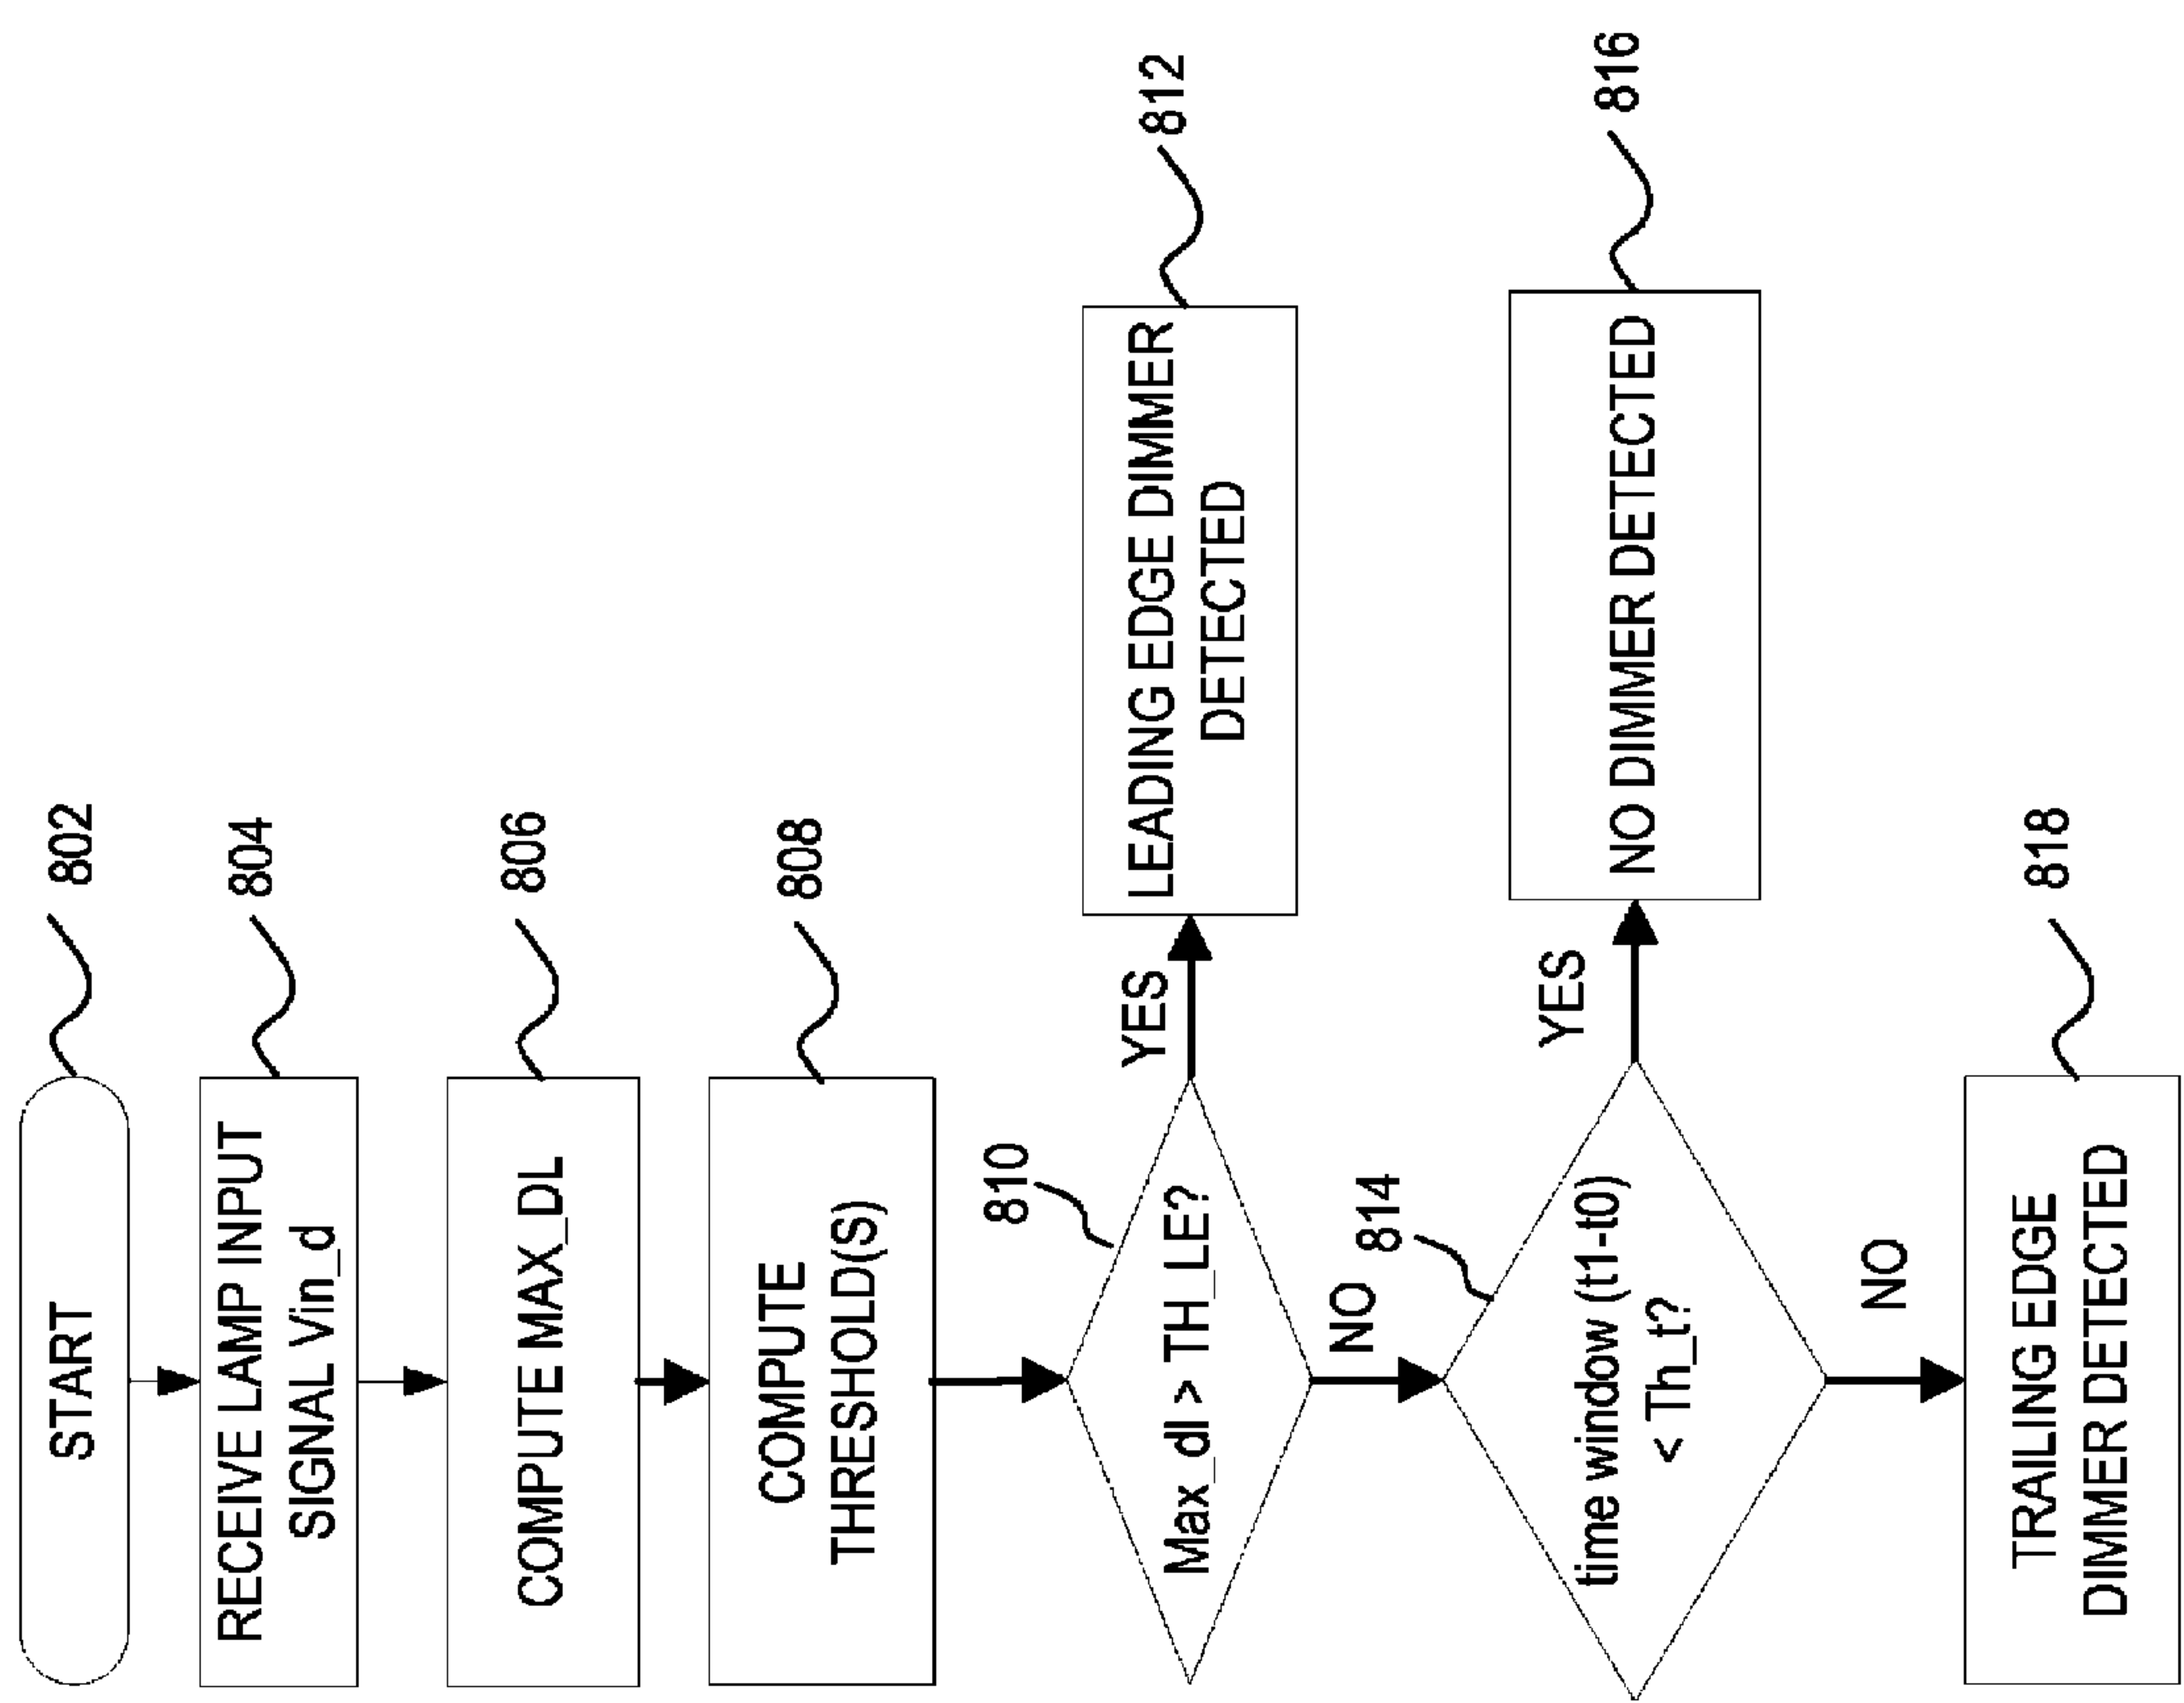 START
802
RECEIVE LAMP INPUT
SIGNAL Vin_d
804
COMPUTE MAX_DL
806
COMPUTE
THRESHOLD(S)
808
810
Max_dl > TH_LE?
YES
LEADING EDGE DIMMER
DETECTED
812
NO
814
time window (t1-t0)
< Th_t?
YES
NO DIMMER DETECTED
816
NO
TRAILING EDGE
DIMMER DETECTED
818